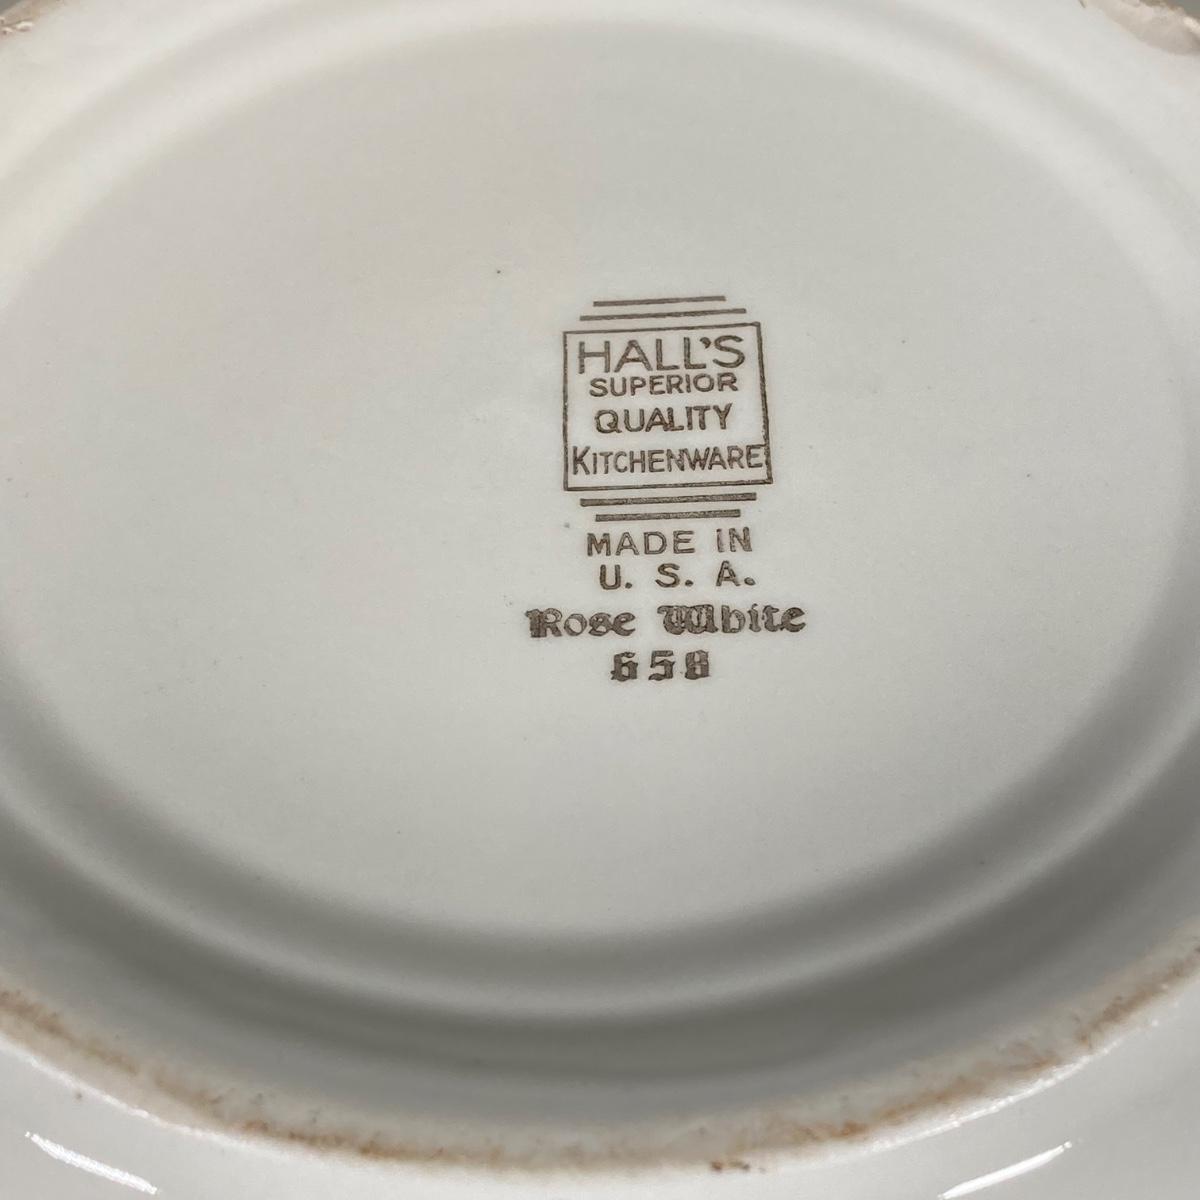 HALL'S
SUPERIOR
QUALITY
KITCHENWARE
MADE IN
U. S. A.
Rose White
658